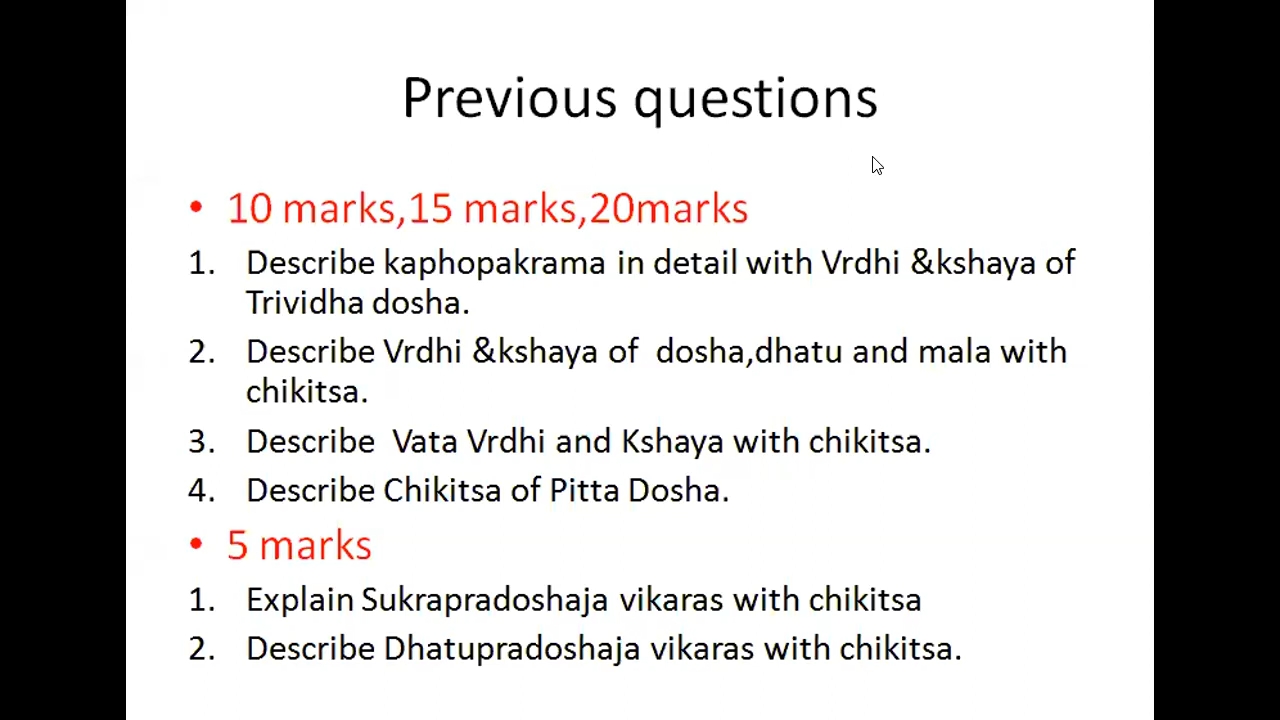 Previous questions
• 10 marks,15 marks,20marks
1. Describe kaphopakrama in detail with Vrdhi &kshaya of
Trividha dosha.
2. Describe Vrdhi &kshaya of  dosha,dhatu and mala with
chikitsa.
3. Describe  Vata Vrdhi and Kshaya with chikitsa.
4. Describe Chikitsa of Pitta Dosha.
• 5 marks
1. Explain Sukrapradoshaja vikaras with chikitsa
2. Describe Dhatupradoshaja vikaras with chikitsa.